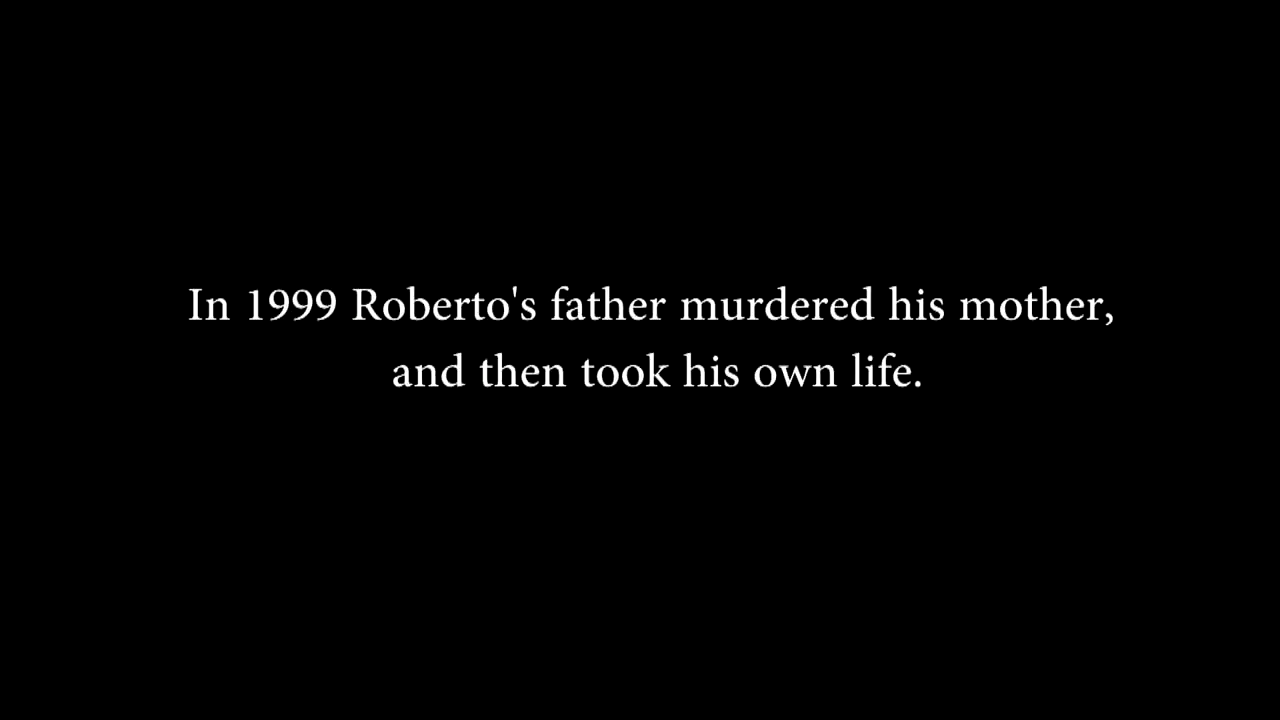 In 1999 Roberto's father murdered his mother,
and then took his own life.